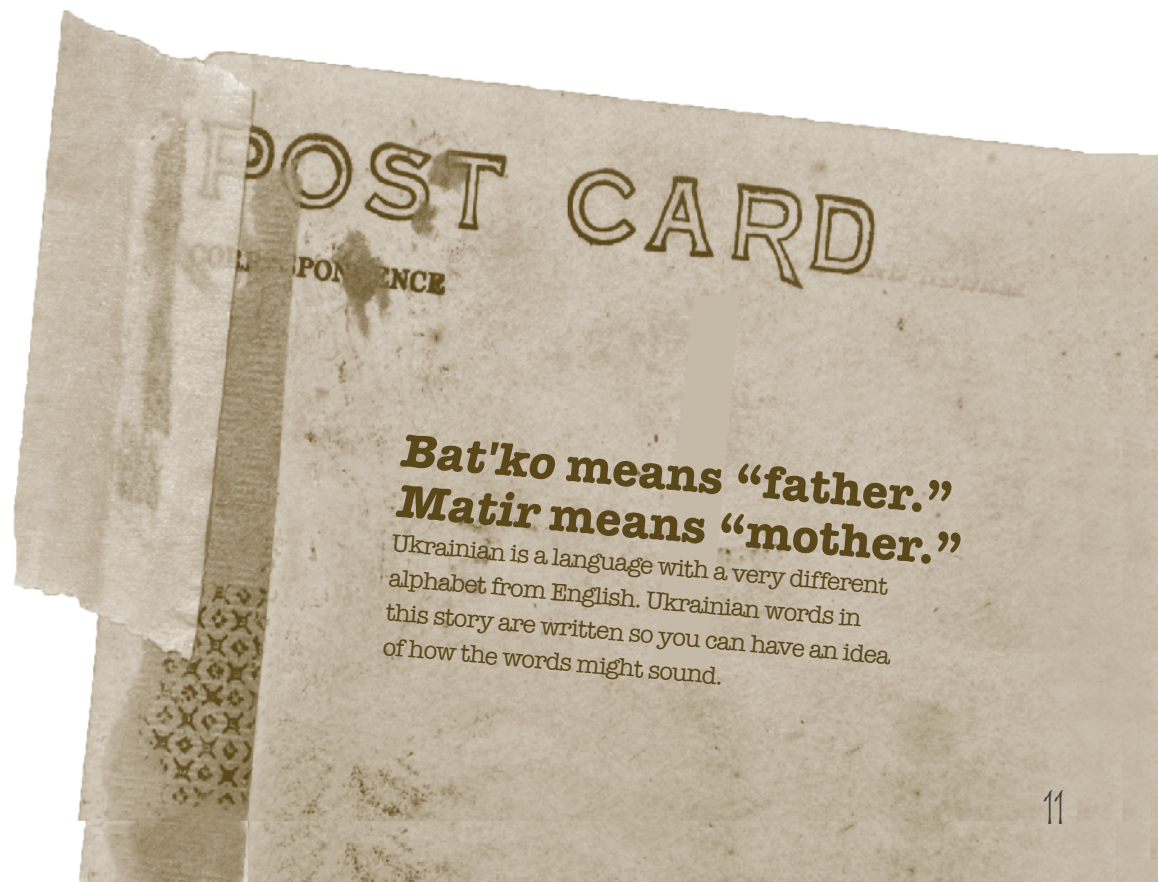 POST CARD
CORRESPONDENCE
Bat'ko means “father.”
Matir means “mother.”
Ukrainian is a language with a very different
alphabet from English. Ukrainian words in
this story are written so you can have an idea
of how the words might sound.
11